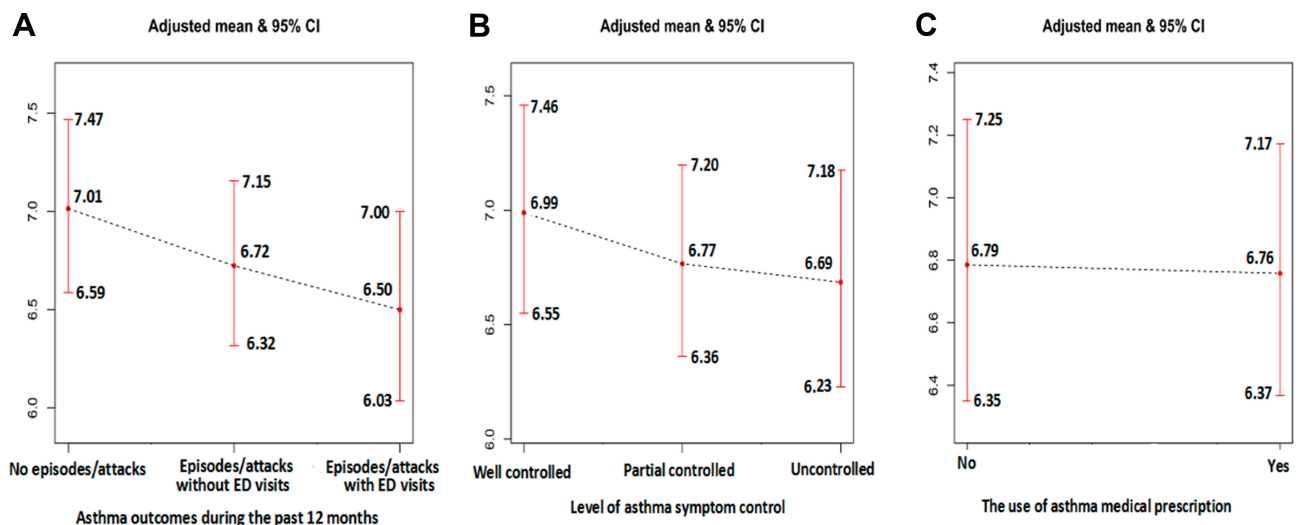 A
Adjusted mean & 95% CI
7.5
7.0
6.5
6.0
7.47
7.01
6.59
7.15
6.72
6.32
7.00
6.50
6.03
No episodes/attacks
Episodes/attacks
without ED visits
Episodes/attacks
with ED visits
Asthma outcomes during the past 12 months
B
Adjusted mean & 95% CI
7.5
7.0
6.5
6.0
7.46
6.99
6.55
7.20
6.77
6.36
7.18
6.69
6.23
Well controlled
Partial controlled
Uncontrolled
Level of asthma symptom control
C
Adjusted mean & 95% CI
7.4
7.2
7.0
6.8
6.6
6.4
7.25
6.79
6.35
7.17
6.76
6.37
No
Yes
The use of asthma medical prescription